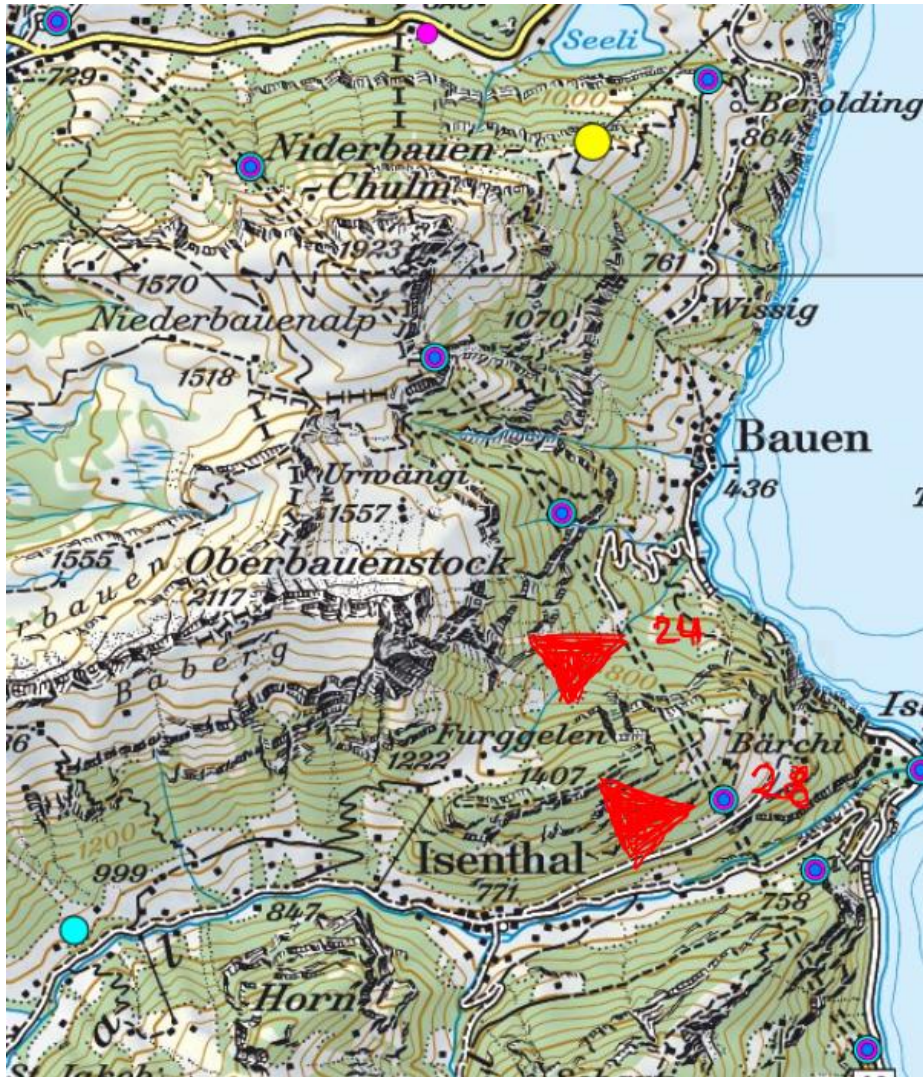 Seeli
729
1000
Berolding
864
Niderbauen
Chulm
1923
761
1570
Niederbauenalp
1070
Wissig
1518
Bauen
436
Urwängi
1557
1555
Oberbauenstock
2117
rbauen
Baberg
24
800
Furggelen
Bärchi
1222
1407
28
1200
Isenthal
999
771
758
847
Horn